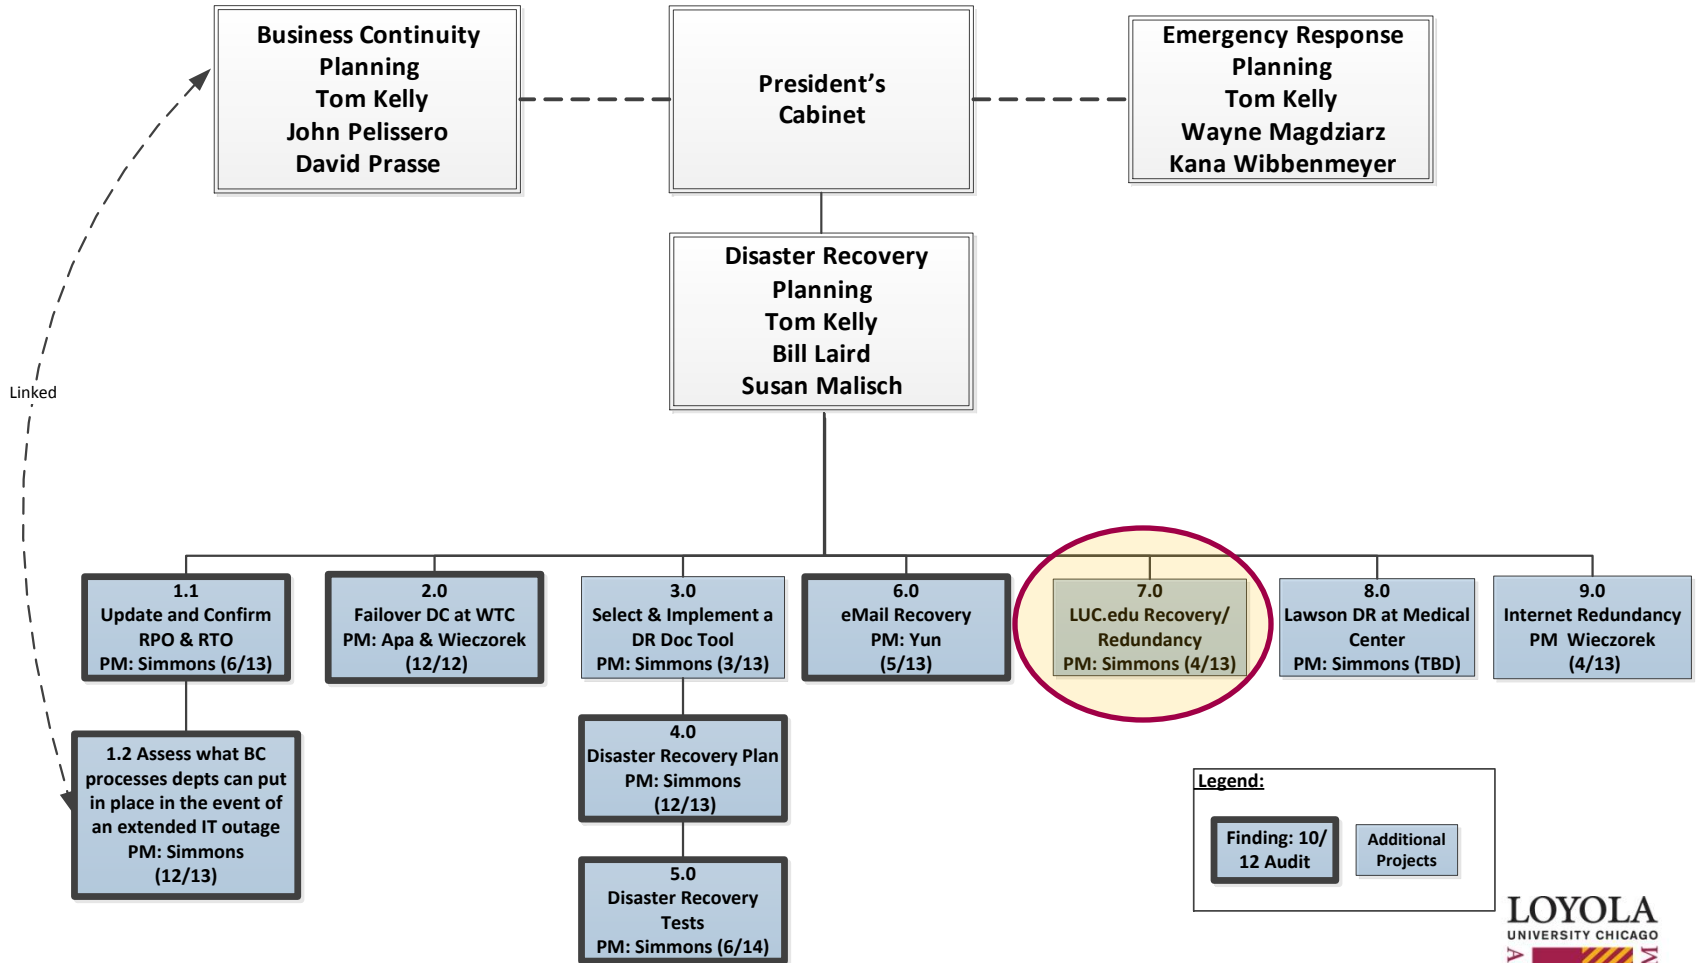 Business Continuity
Planning
Tom Kelly
John Pelissero
David Prasse
President's
Cabinet
Emergency Response
Planning
Tom Kelly
Wayne Magdziarz
Kana Wibbenmeyer
Disaster Recovery
Planning
Tom Kelly
Bill Laird
Susan Malisch
Linked
1.1
Update and Confirm
RPO & RTO
PM: Simmons (6/13)
2.0
Failover DC at WTC
PM: Apa & Wieczorek
(12/12)
3.0
Select & Implement a
DR Doc Tool
PM: Simmons (3/13)
6.0
eMail Recovery
PM: Yun
(5/13)
7.0
LUC.edu Recovery/
Redundancy
PM: Simmons (4/13)
8.0
Lawson DR at Medical
Center
PM: Simmons (TBD)
9.0
Internet Redundancy
PM Wieczorek
(4/13)
1.2 Assess what BC
processes depts can put
in place in the event of
an extended IT outage
PM: Simmons
(12/13)
4.0
Disaster Recovery Plan
PM: Simmons
(12/13)
5.0
Disaster Recovery
Tests
PM: Simmons (6/14)
Legend:
Finding: 10/
12 Audit
Additional
Projects
LOYOLA
UNIVERSITY CHICAGO